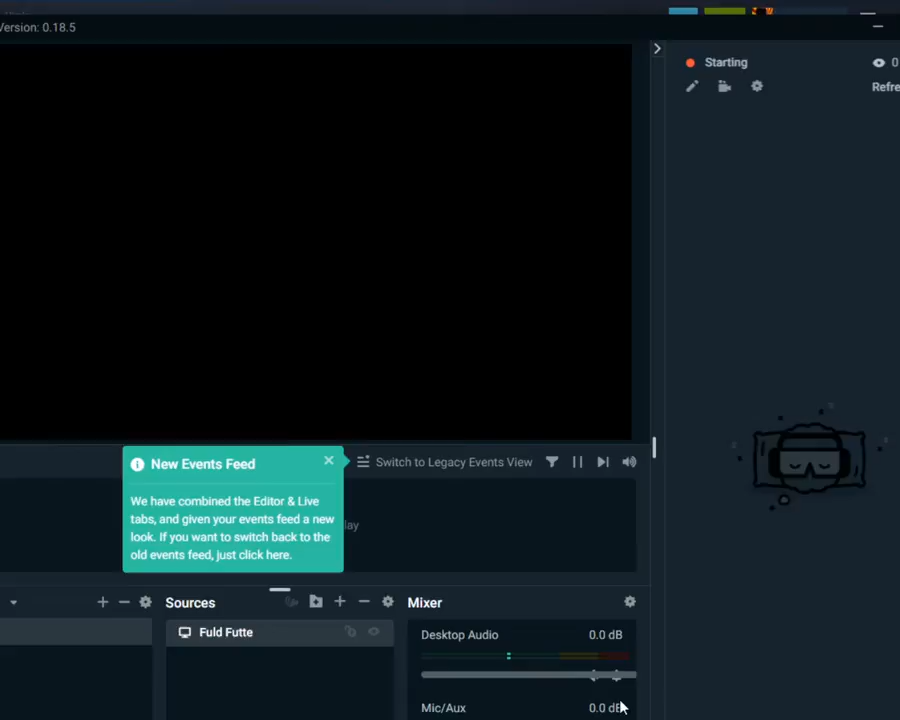 Version: 0.18.5
Starting
0
Refre
New Events Feed
Switch to Legacy Events View
We have combined the Editor & Live
tabs, and given your events feed a new
look. If you want to switch back to the
old events feed, just click here.
lay
Sources
Mixer
Fuld Futte
Desktop Audio
0.0 dB
Mic/Aux
0.0 dB